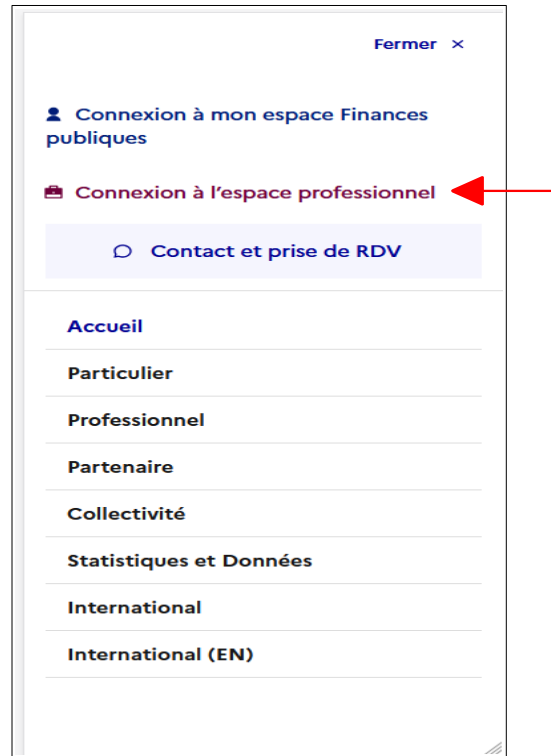 Fermer ×
Connexion à mon espace Finances
publiques
Connexion à l’espace professionnel
Contact et prise de RDV
Accueil
Particulier
Professionnel
Partenaire
Collectivité
Statistiques et Données
International
International (EN)